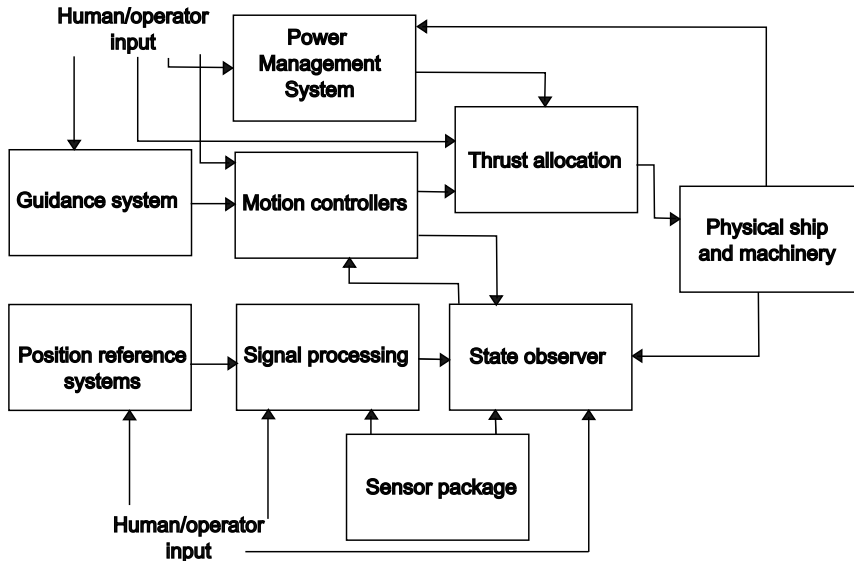 Human/operator
input
Power
Management
System
Thrust allocation
Guidance system
Motion controllers
Physical ship
and machinery
Position reference
systems
Signal processing
State observer
Sensor package
Human/operator
input